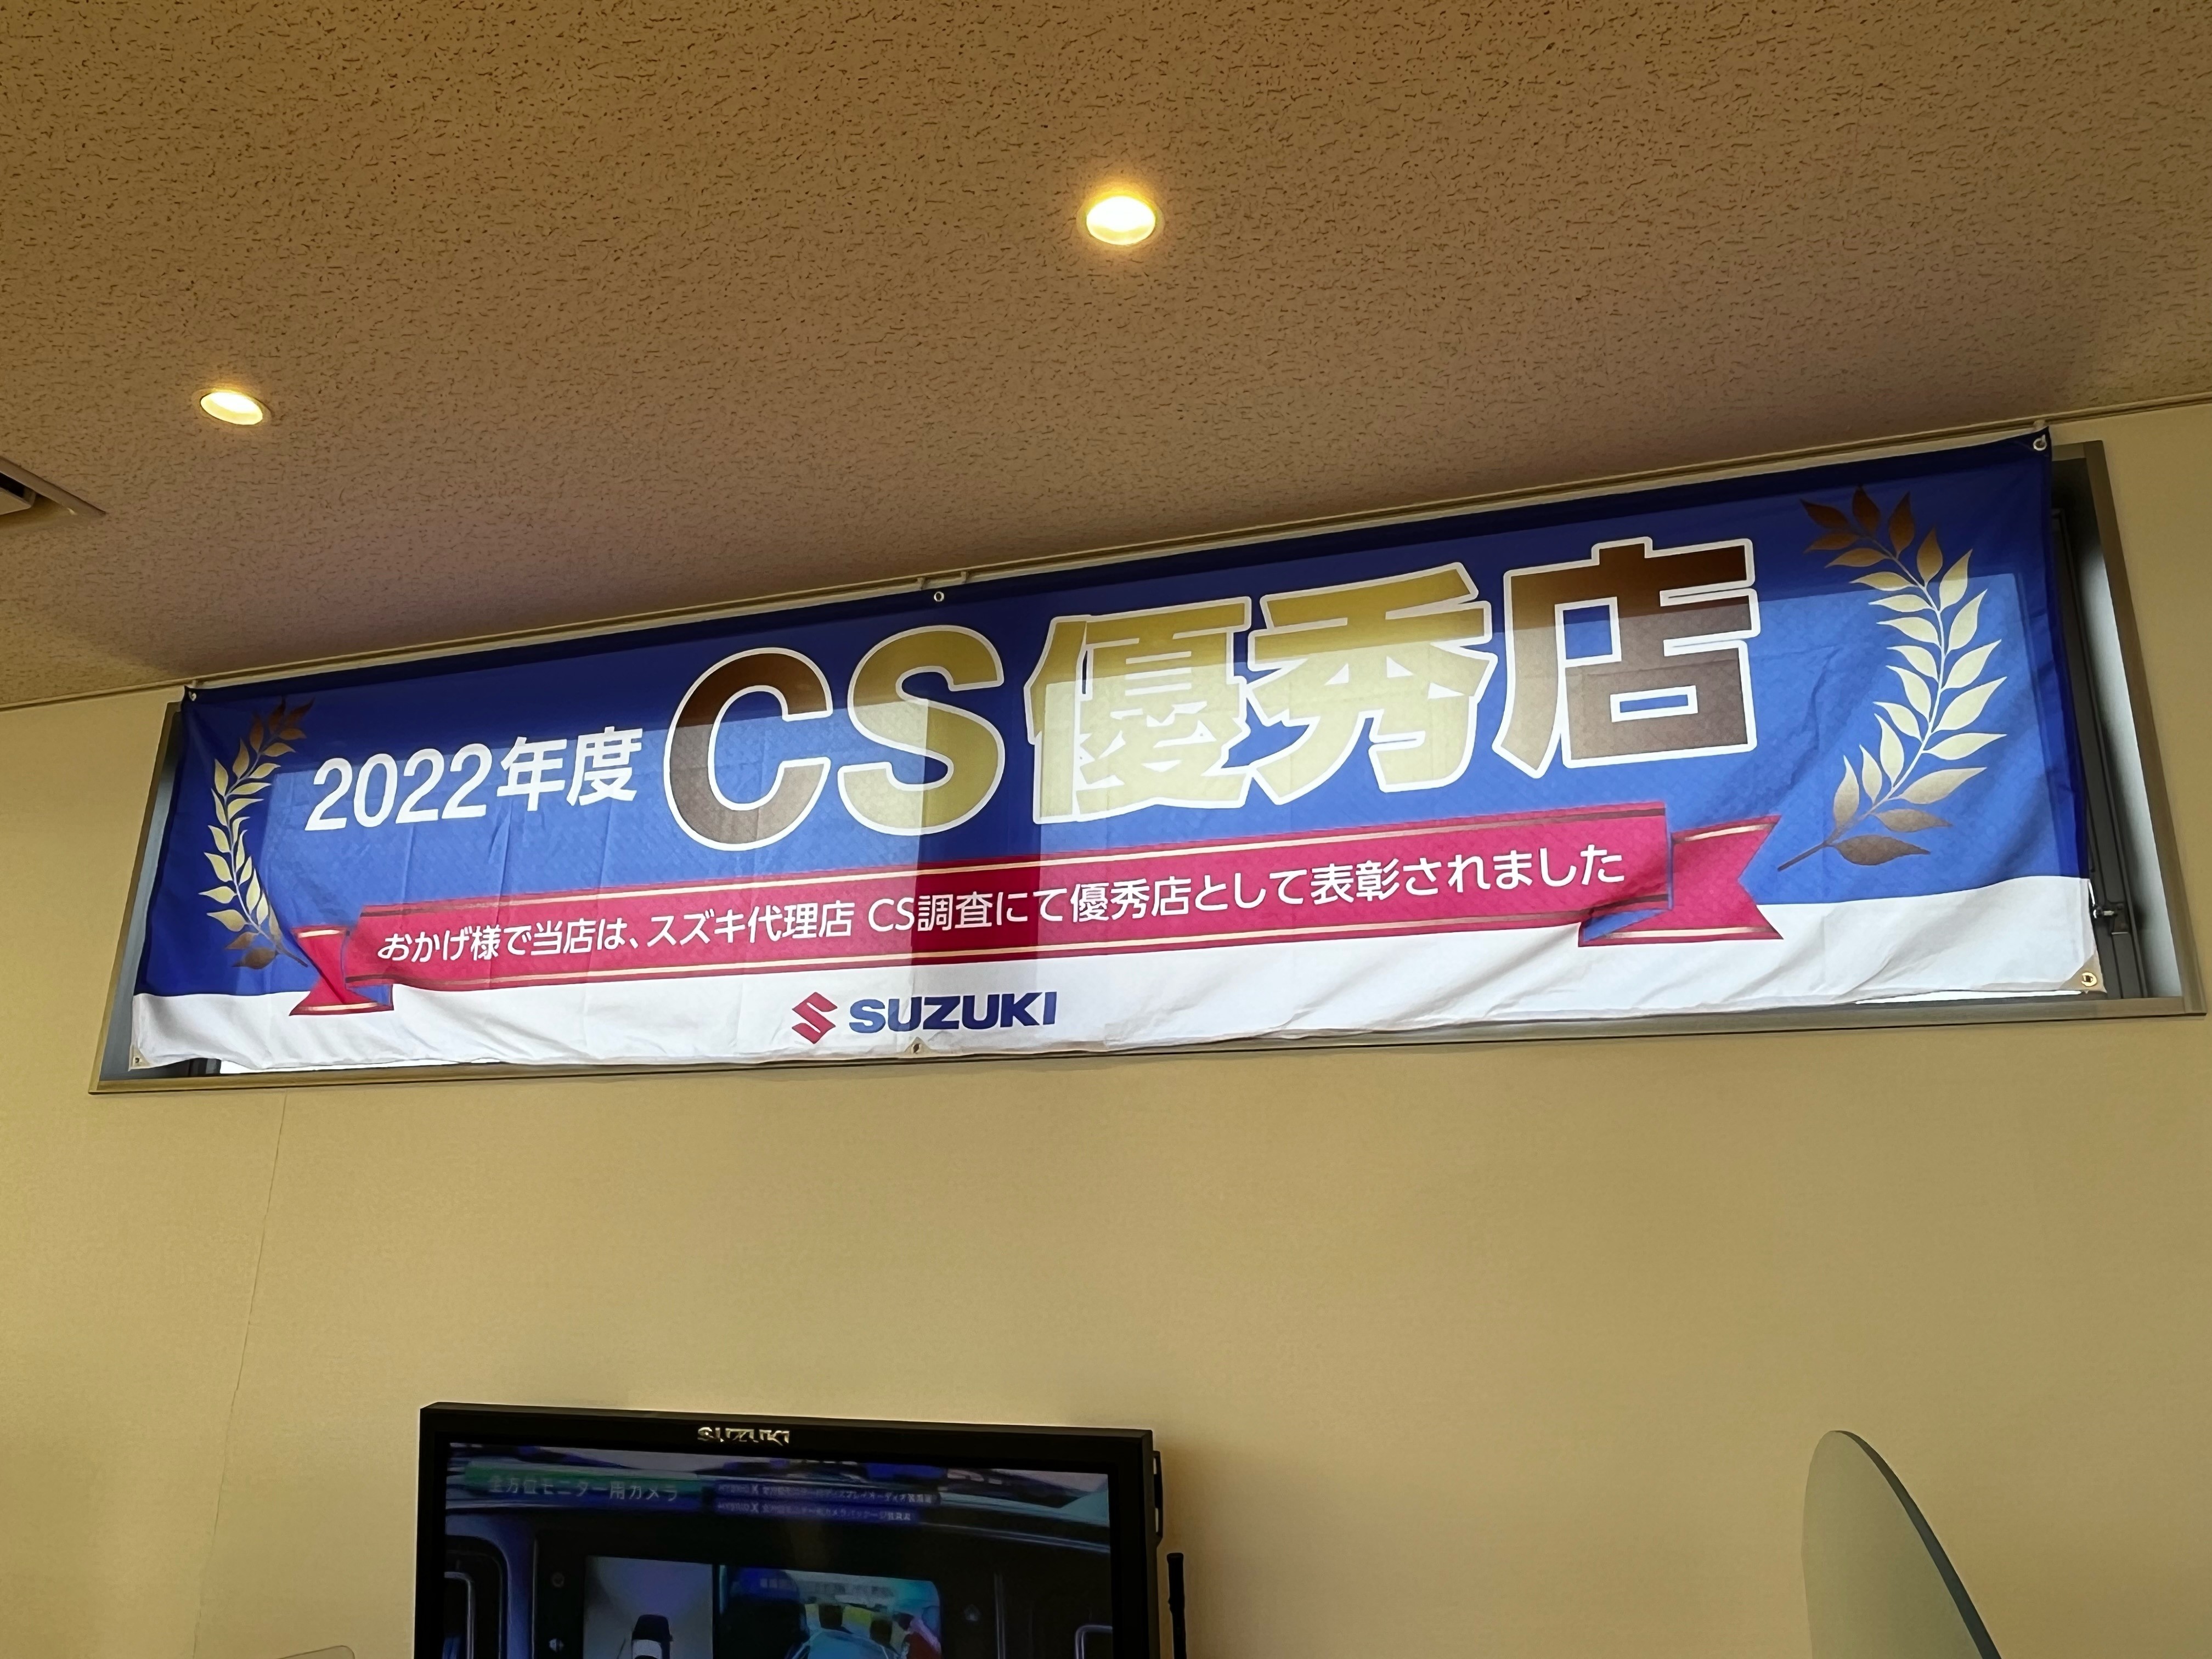 2022年度 CS優秀店
おかげ様で当店は、スズキ代理店 CS調査にて優秀店として表彰されました
SUZUKI
SUZUKI
全方位モニター用カメラ